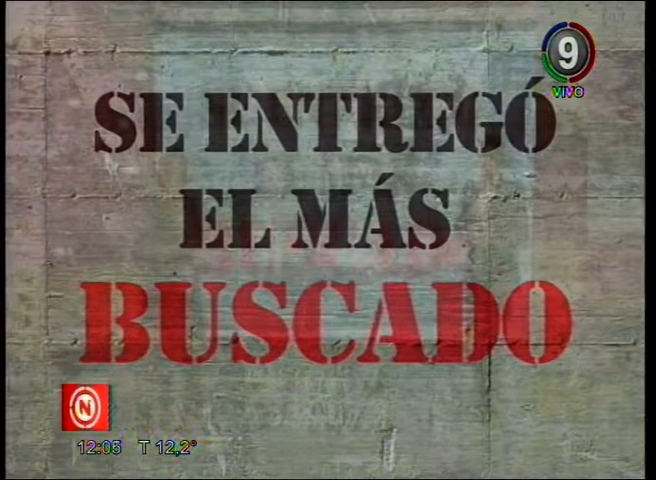 9
VIVO
SE ENTREGÓ
EL MÁS
BUSCADO
N
12:05 T 12,2°